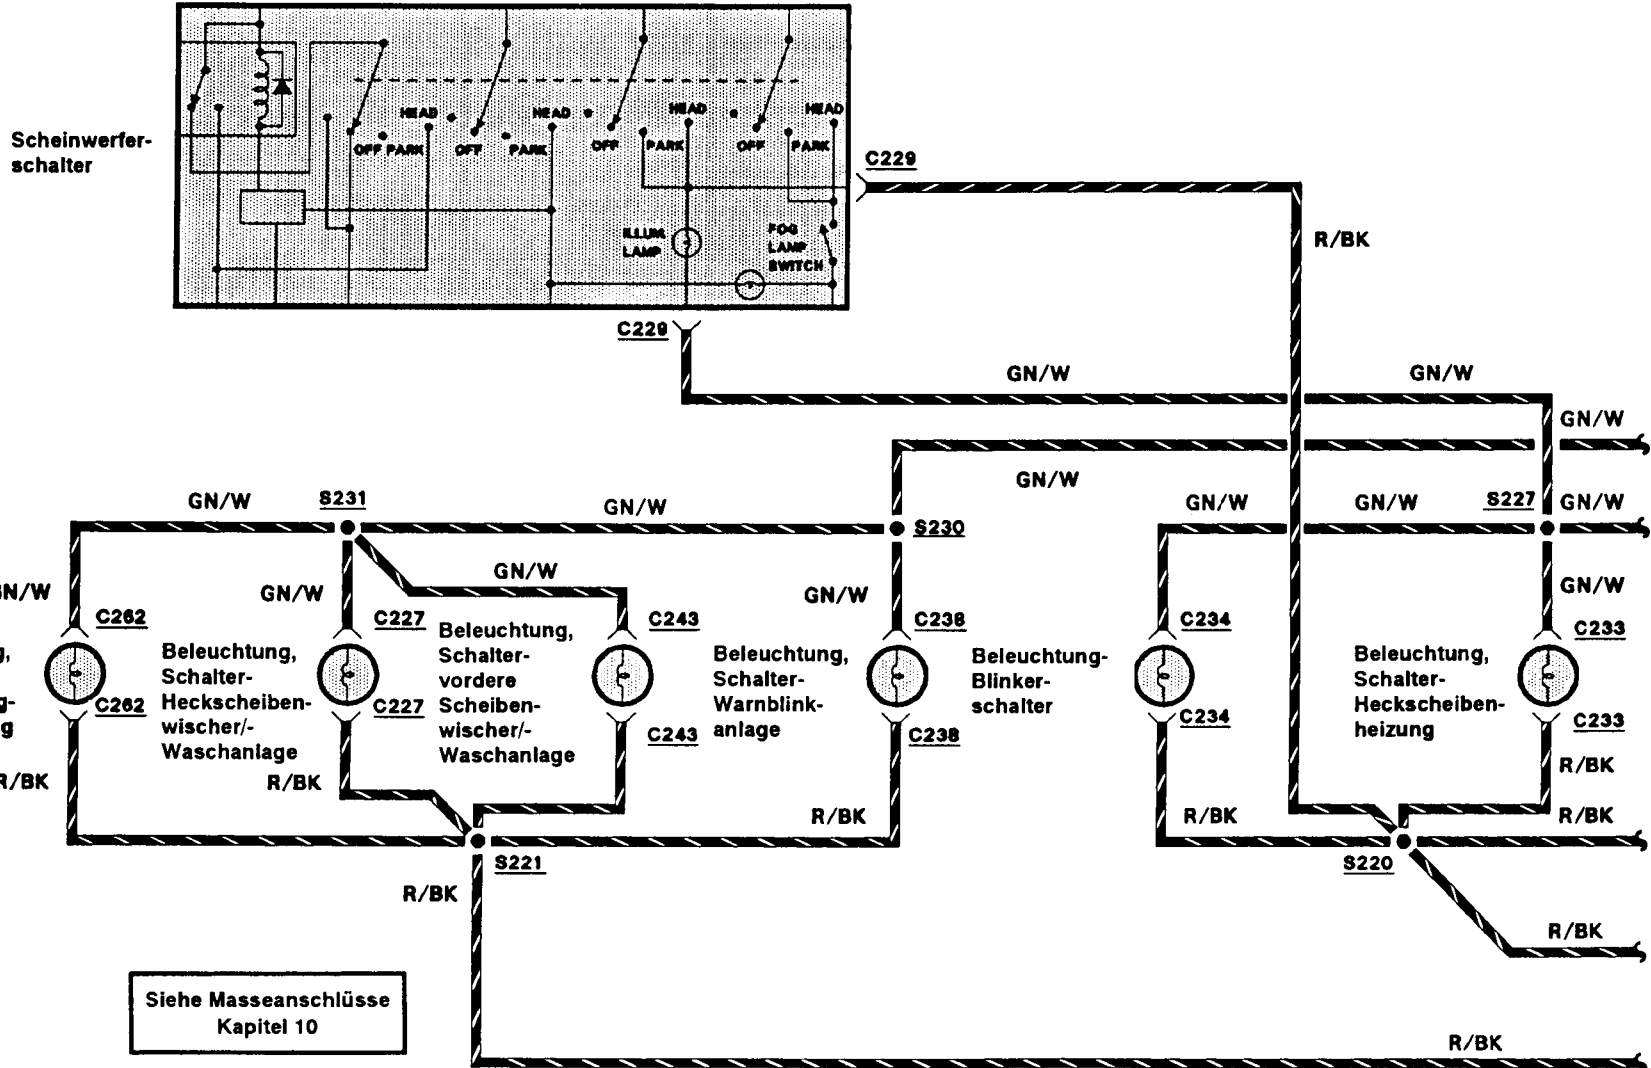 Scheinwerfer-
schalter
HEAD
HEAD
HEAD
HEAD
OFF PARK
OFF
PARK
OFF
PARK
OFF
PARK
ILLUM.
LAMP
FOG
LAMP
SWITCH
C229
R/BK
C229
GN/W
GN/W
GN/W
GN/W
S231
GN/W
S230
GN/W
GN/W
GN/W
S227
GN/W
GN/W
GN/W
GN/W
GN/W
GN/W
C262
C227
C243
C238
C234
C233
Beleuchtung,
Schalter-
Heckscheiben-
wischer/-
Waschanlage
Beleuchtung,
Schalter-
vordere
Scheiben-
wischer/-
Waschanlage
Beleuchtung,
Schalter-
Warnblink-
anlage
Beleuchtung-
Blinker-
schalter
Beleuchtung,
Schalter-
Heckscheiben-
heizung
C262
C227
C243
C238
C234
C233
R/BK
R/BK
R/BK
R/BK
R/BK
R/BK
S221
S220
R/BK
R/BK
Siehe Masseanschlüsse
Kapitel 10
R/BK